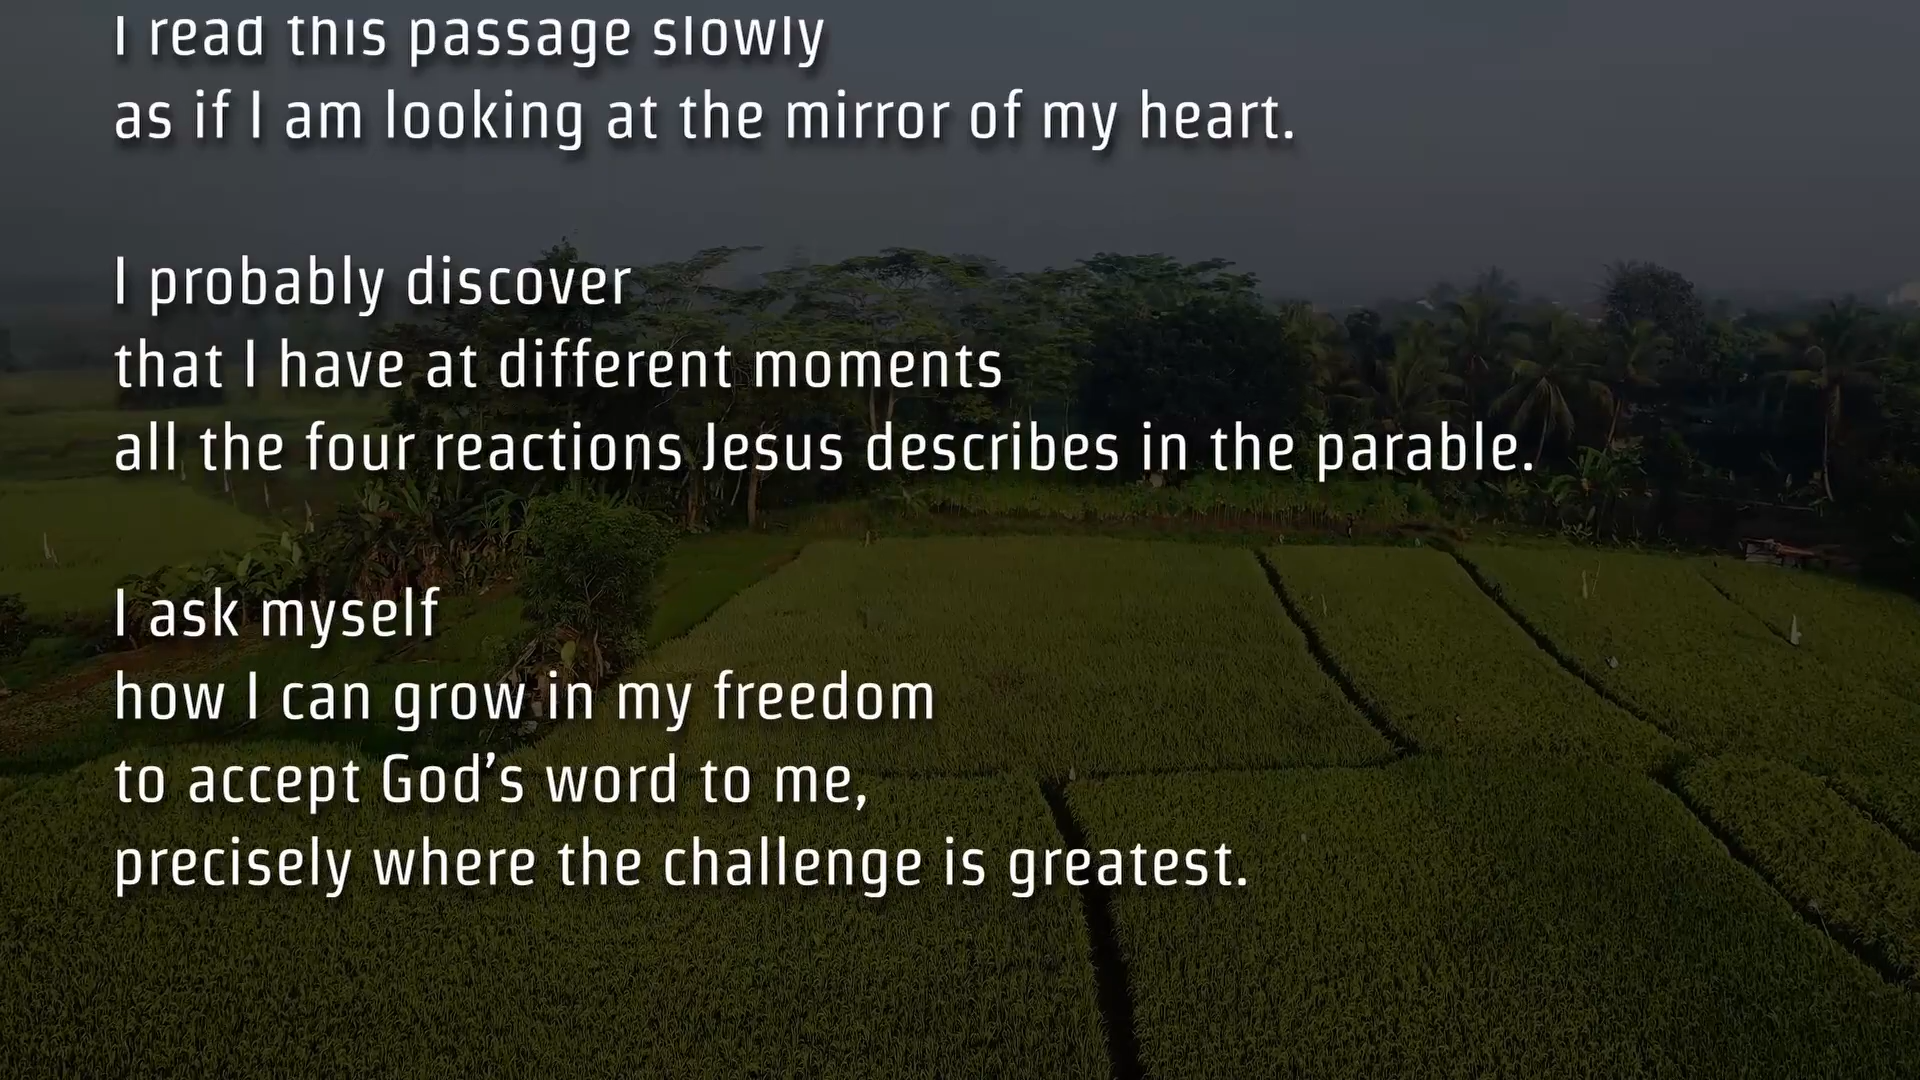 I read this passage slowly
as if I am looking at the mirror of my heart.
I probably discover
that I have at different moments
all the four reactions Jesus describes in the parable.
I ask myself
how I can grow in my freedom
to accept God’s word to me,
precisely where the challenge is greatest.